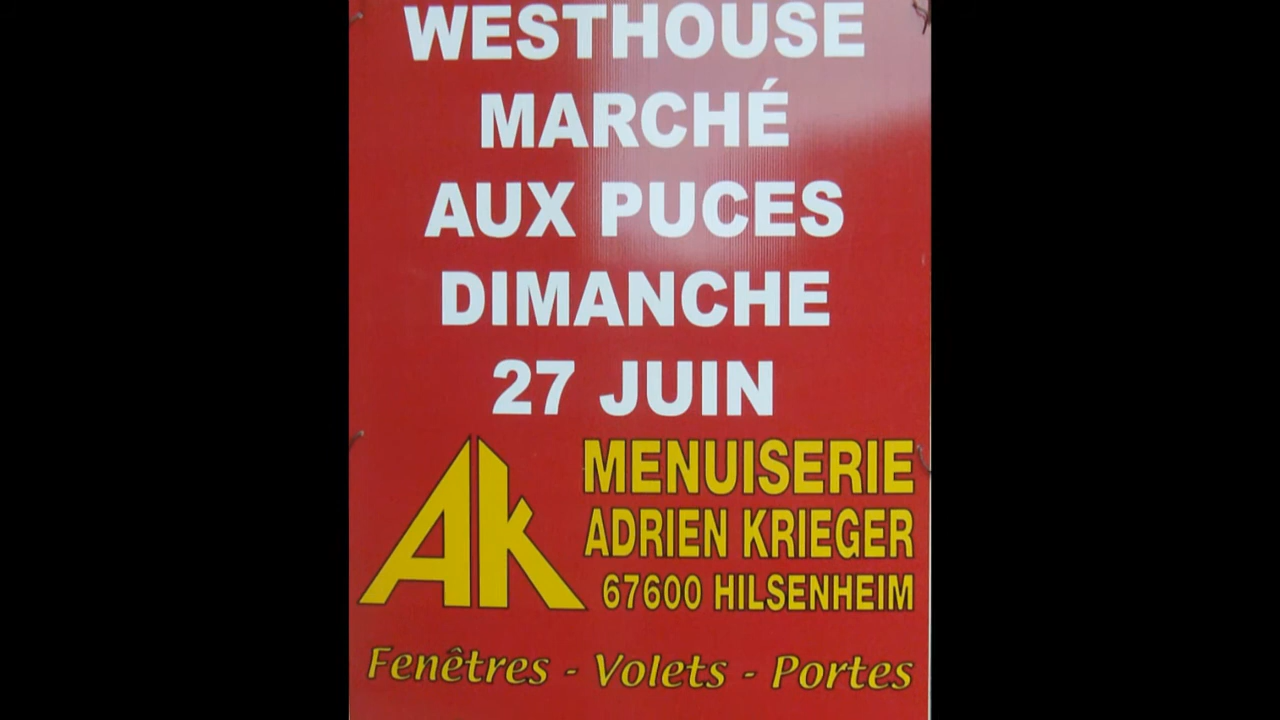 WESTHOUSE
MARCHÉ
AUX PUCES
DIMANCHE
27 JUIN
AK
MENUISERIE
ADRIEN KRIEGER
67600 HILSENHEIM
Fenêtres - Volets - Portes